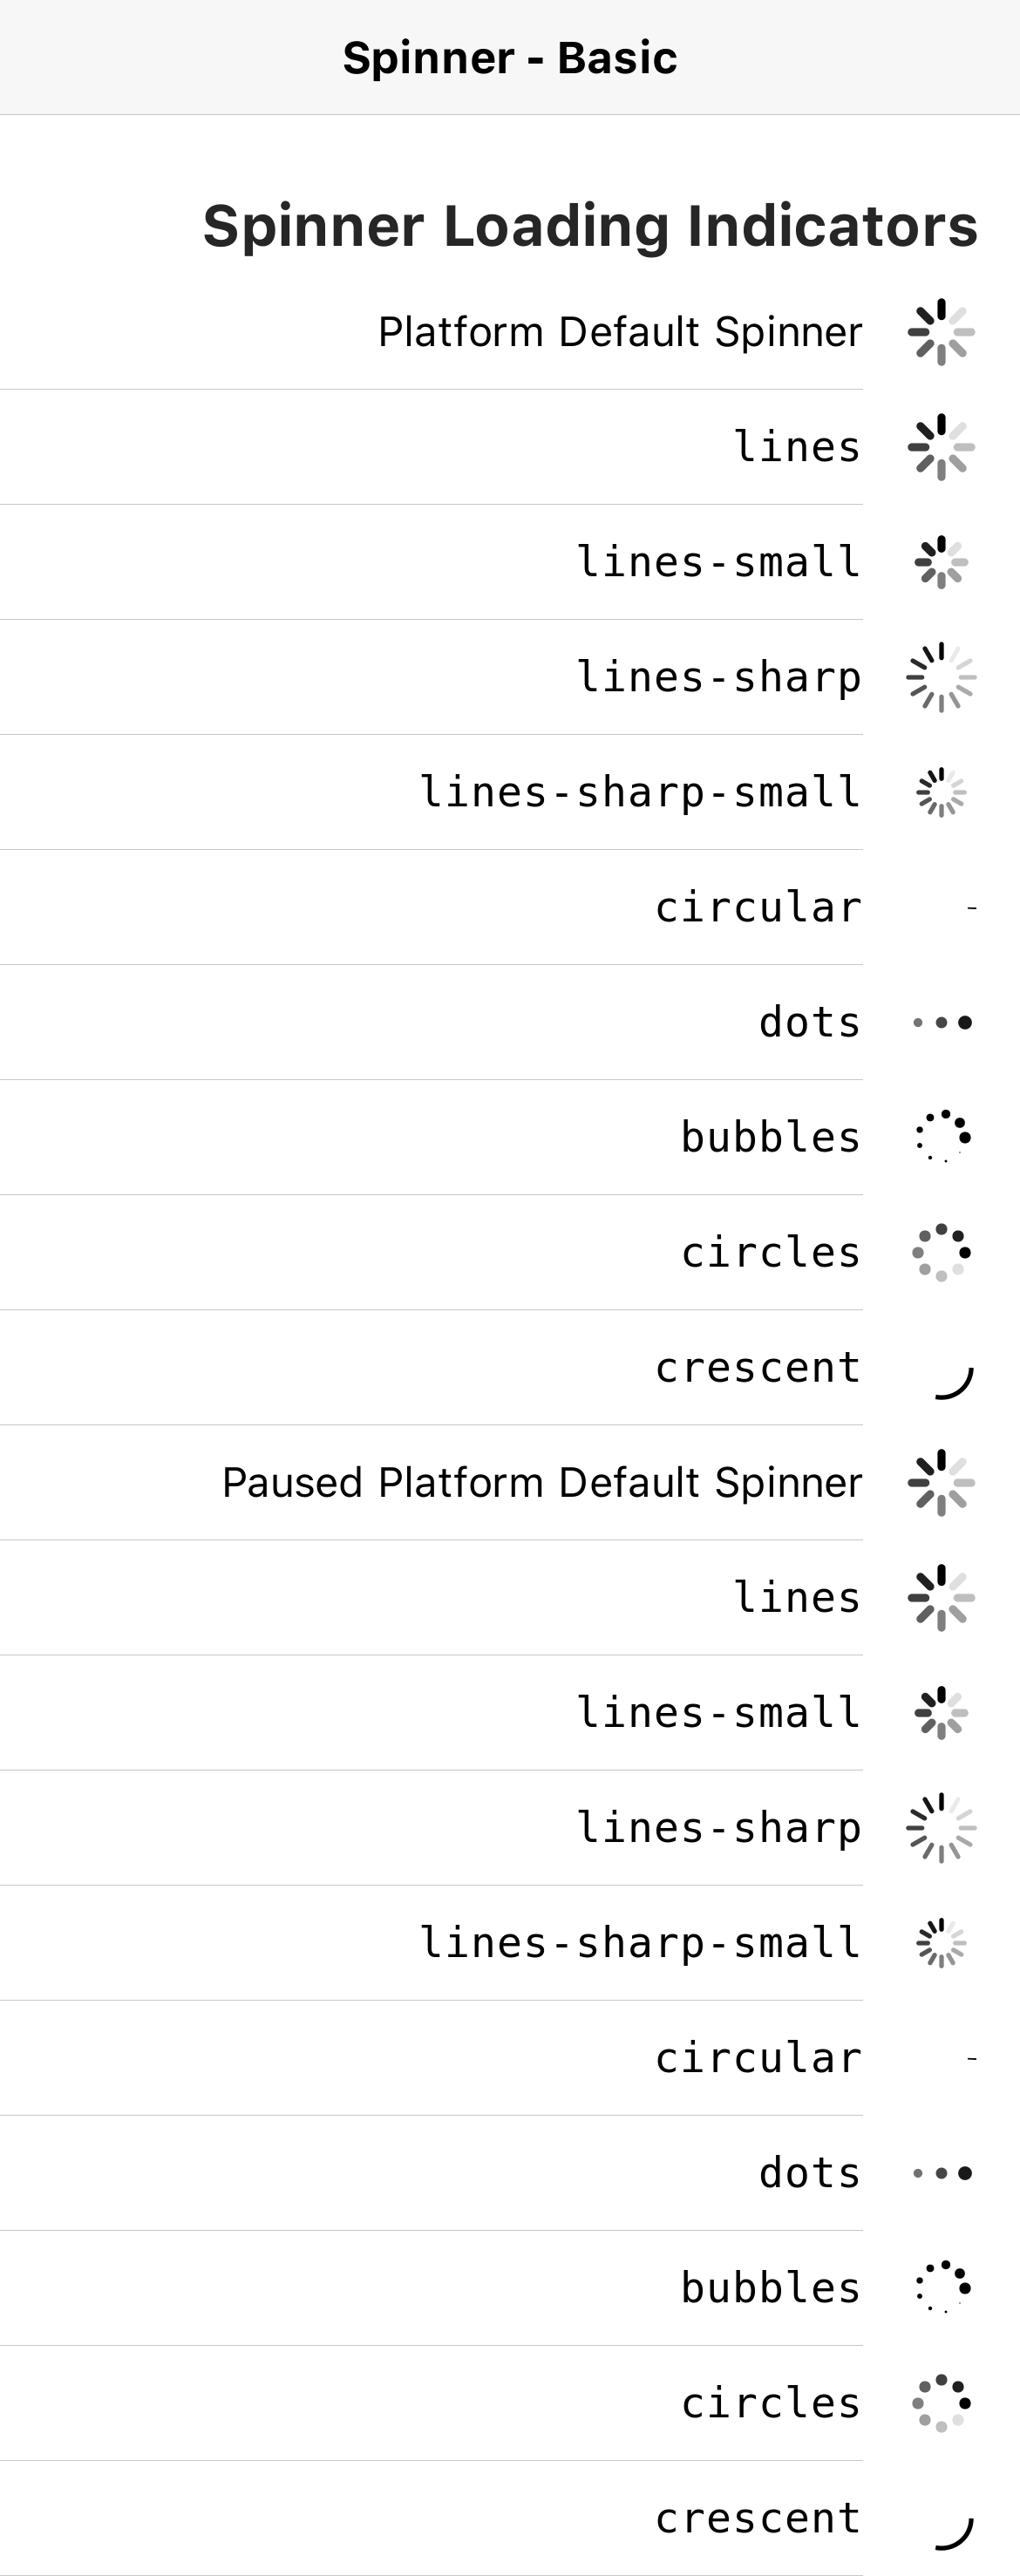 Spinner - Basic
Spinner Loading Indicators
Platform Default Spinner
lines
lines-small
lines-sharp
lines-sharp-small
circular
dots
bubbles
circles
crescent
Paused Platform Default Spinner
lines
lines-small
lines-sharp
lines-sharp-small
circular
dots
bubbles
circles
crescent